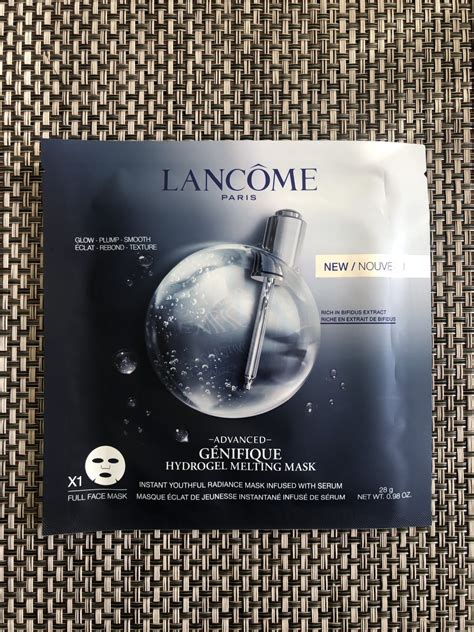 LANCÔME
PARIS
GLOW - PLUMP - SMOOTH
ÉCLAT - REBOND - TEXTURE
NEW / NOUVEAU
RICH IN BIFIDUS EXTRACT
RICHE EN EXTRAIT DE BIFIDUS
—ADVANCED—
GÉNIFIQUE
HYDROGEL MELTING MASK
X1
FULL FACE MASK
INSTANT YOUTHFUL RADIANCE MASK INFUSED WITH SERUM
MASQUE ÉCLAT DE JEUNESSE INSTANTANÉ INFUSÉ DE SÉRUM
28 g
NET WT. 0.98 OZ.